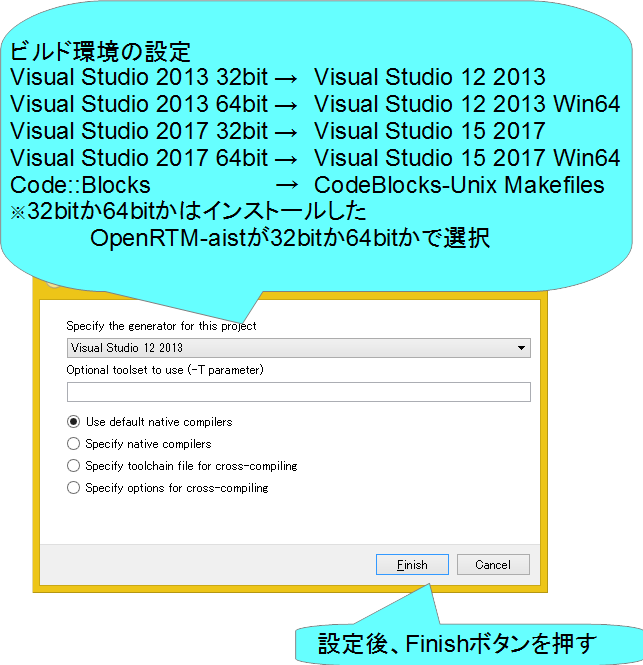 ビルド環境の設定
Visual Studio 2013 32bit → Visual Studio 12 2013
Visual Studio 2013 64bit → Visual Studio 12 2013 Win64
Visual Studio 2017 32bit → Visual Studio 15 2017
Visual Studio 2017 64bit → Visual Studio 15 2017 Win64
Code::Blocks → CodeBlocks-Unix Makefiles
※32bitか64bitかはインストールした
OpenRTM-aistが32bitか64bitかで選択
Specify the generator for this project
Visual Studio 12 2013
Optional toolset to use (-T parameter)
Use default native compilers
Specify native compilers
Specify toolchain file for cross-compiling
Specify options for cross-compiling
Finish Cancel
設定後、Finishボタンを押す